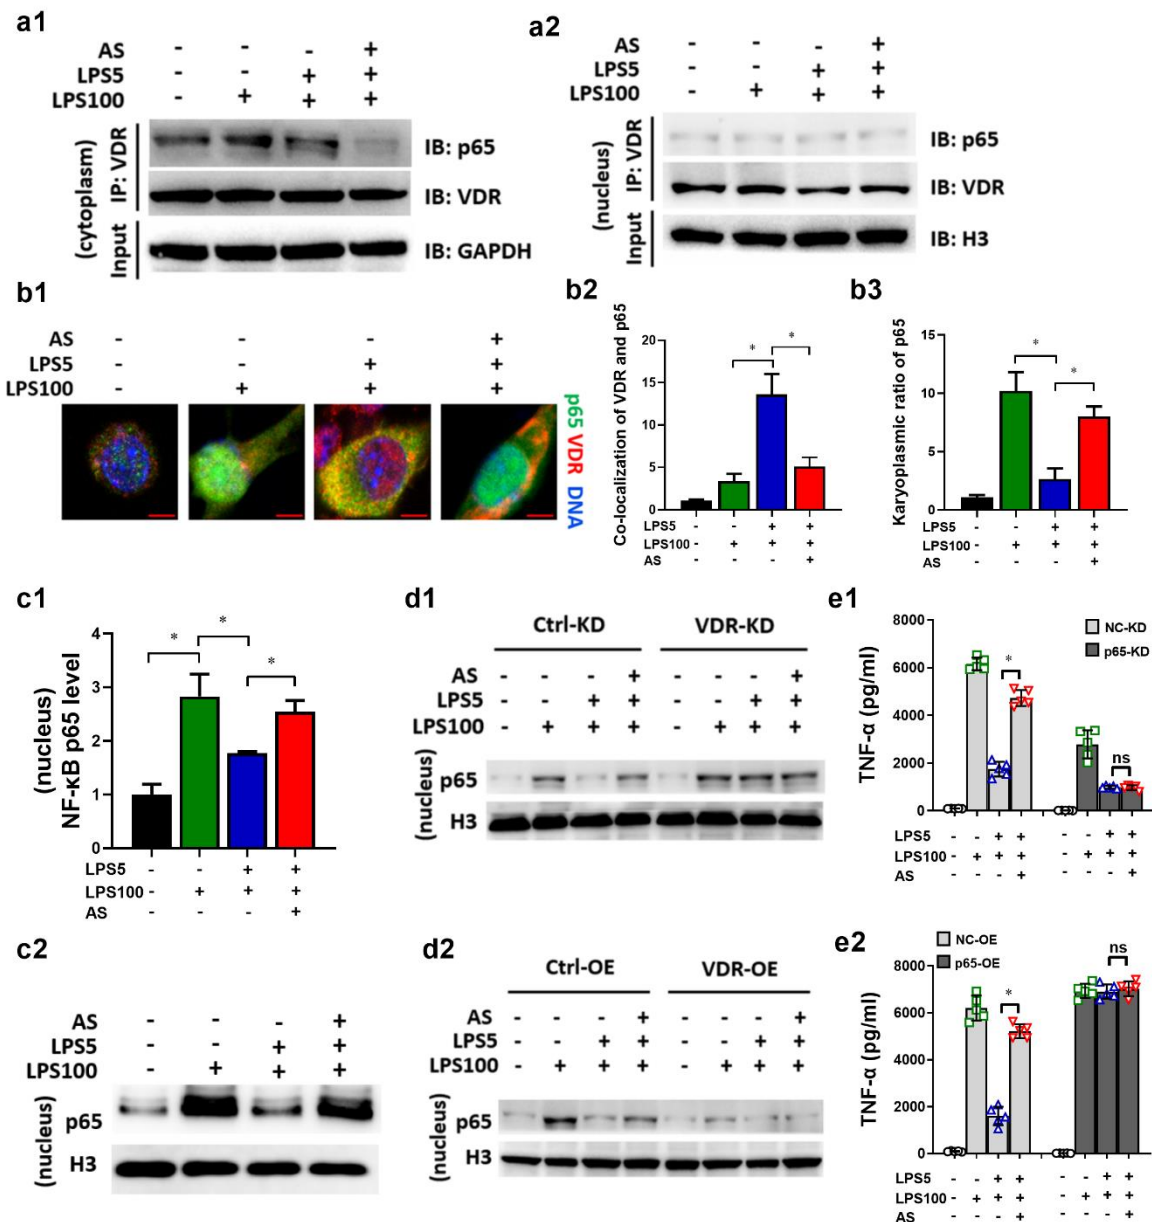 a1
AS - - - +
LPS5 - - + +
LPS100 - + + +
(cytoplasm)
IP: VDR
Input
IB: p65
IB: VDR
IB: GAPDH
a2
AS - - - +
LPS5 - - + +
LPS100 - + + +
(nucleus)
IP: VDR
Input
IB: p65
IB: VDR
IB: H3
b1
AS - - - +
LPS5 - - + +
LPS100 - + + +
p65 VDR DNA
b2
Co-localization of VDR and p65
20
15
10
5
0
* *
LPS5 - - + +
LPS100 - + + +
AS - - - +
b3
Karyoplasmic ratio of p65
15
10
5
0
* *
LPS5 - - + +
LPS100 - + + +
AS - - - +
c1
(nucleus)
NF-κB p65 level
4
3
2
1
0
* * *
LPS5 - - + +
LPS100 - + + +
AS - - - +
d1
Ctrl-KD VDR-KD
AS - - - + - - - +
LPS5 - - + + - - + +
LPS100 - + + + - + + +
(nucleus)
p65
H3
e1
NC-KD
p65-KD
TNF-α (pg/ml)
8000
6000
4000
2000
0
* ns
LPS5 - - + + - - + +
LPS100 - + + + - + + +
AS - - - + - - - +
c2
AS - - - +
LPS5 - - + +
LPS100 - + + +
(nucleus)
p65
H3
d2
Ctrl-OE VDR-OE
AS - - - + - - - +
LPS5 - - + + - - + +
LPS100 - + + + - + + +
(nucleus)
p65
H3
e2
NC-OE
p65-OE
TNF-α (pg/ml)
8000
6000
4000
2000
0
* ns
LPS5 - - + + - - + +
LPS100 - + + + - + + +
AS - - - + - - - +